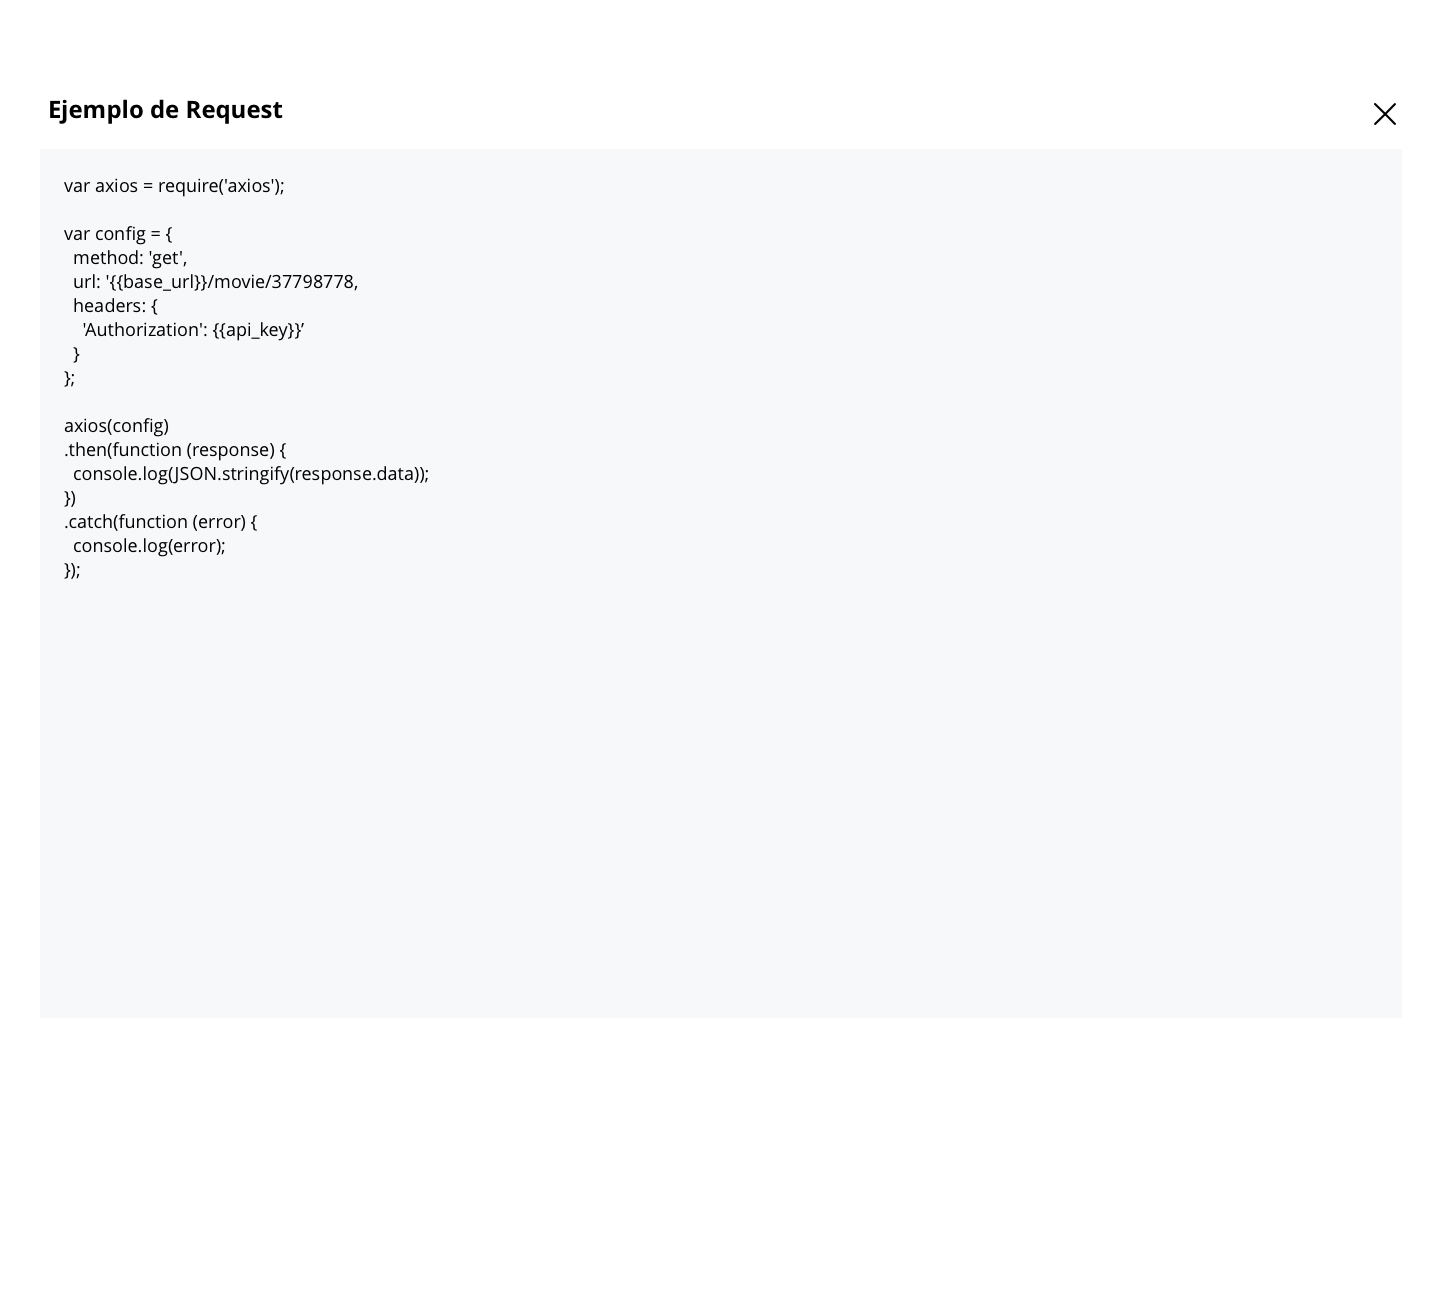 Ejemplo de Request
var axios = require('axios');
var config = {
method: 'get',
url: '{{base_url}}/movie/37798778,
headers: {
'Authorization': {{api_key}}’
}
};
axios(config)
.then(function (response) {
console.log(JSON.stringify(response.data));
})
.catch(function (error) {
console.log(error);
});